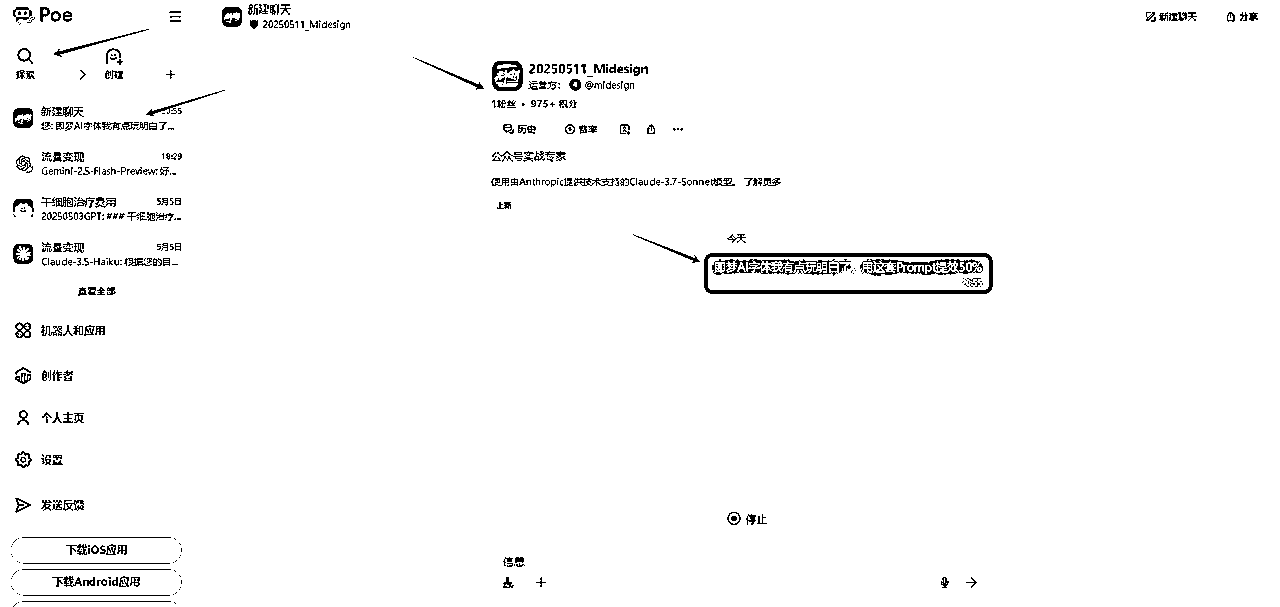 Poe
探索
创建
新建聊天
20:55
您: 即梦AI字体我有点玩明白了...
流量变现
18:29
Gemini-2.5-Flash-Preview: 好...
干细胞治疗费用
5月5日
20250503GPT: ### 干细胞治疗...
流量变现
5月5日
Claude-3.5-Haiku: 根据您的目...
查看全部
机器人和应用
创作者
个人主页
设置
发送反馈
下载iOS应用
下载Android应用
新建聊天
20250511_Midesign
新建聊天
分享
20250511_Midesign
运营方: @midesign
1粉丝 • 975+ 积分
历史
费率
公众号实战专家
使用由Anthropic提供技术支持的Claude-3.7-Sonnet模型。 了解更多
上新
今天
即梦AI字体我有点玩明白了，用这套Prompt提效50%
20:55
停止
信息